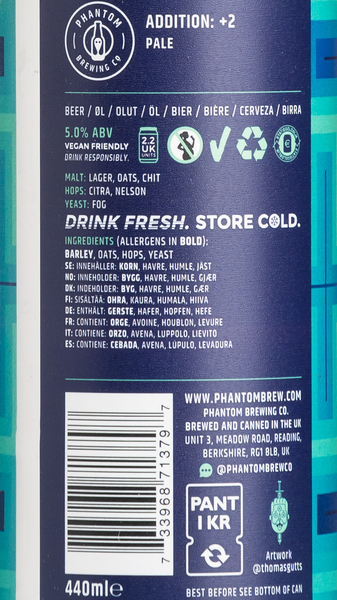 PHANTOM
BREWING CO
ADDITION: +2
PALE
BEER / ØL / OLUT / ÖL / BIER / BIÈRE / CERVEZA / BIRRA
5.0% ABV
VEGAN FRIENDLY
DRINK RESPONSIBLY.
2.2
UK
UNITS
MALT: LAGER, OATS, CHIT
HOPS: CITRA, NELSON
YEAST: FOG
DRINK FRESH. STORE COLD.
INGREDIENTS (ALLERGENS IN BOLD):
BARLEY, OATS, HOPS, YEAST
SE: INNEHÅLLER: KORN, HAVRE, HUMLE, JÄST
NO: INNEHOLDER: BYGG, HAVRE, HUMLE, GJÆR
DK: INDEHOLDER: BYG, HAVRE, HUMLE, GÆR
FI: SISÄLTÄÄ: OHRA, KAURA, HUMALA, HIIVA
DE: ENTHÄLT: GERSTE, HAFER, HOPFEN, HEFE
FR: CONTIENT: ORGE, AVOINE, HOUBLON, LEVURE
IT: CONTIENE: ORZO, AVENA, LUPPOLO, LIEVITO
ES: CONTIENE: CEBADA, AVENA, LÚPULO, LEVADURA
WWW.PHANTOMBREW.COM
PHANTOM BREWING CO.
BREWED AND CANNED IN THE UK
UNIT 3, MEADOW ROAD, READING,
BERKSHIRE, RG1 8LB, UK
@PHANTOMBREWCO
7 33968 71379 7
PANT
1 KR
Artwork
@thomasgutts
440ml℮
BEST BEFORE SEE BOTTOM OF CAN